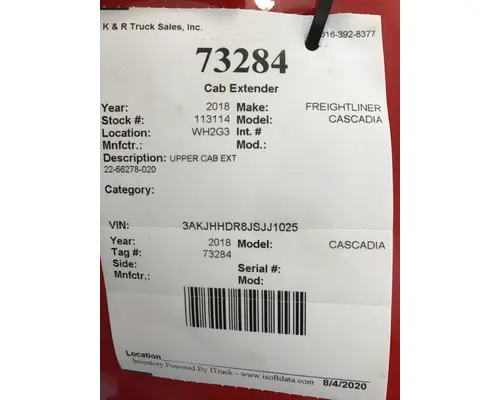 K & R Truck Sales, Inc. 616-392-8377
73284
Cab Extender
Year: 2018 Make: FREIGHTLINER
Stock #: 113114 Model: CASCADIA
Location: WH2G3 Int. #
Mnfctr.: Mod.:
Description: UPPER CAB EXT
22-66278-020
Category:
VIN: 3AKJHHDR8JSJJ1025
Year: 2018 Model: CASCADIA
Tag #: 73284
Side: Serial #:
Mnfctr.: Mod:
Location
Inventory Powered By ITrack - www.isoftdata.com 8/4/2020